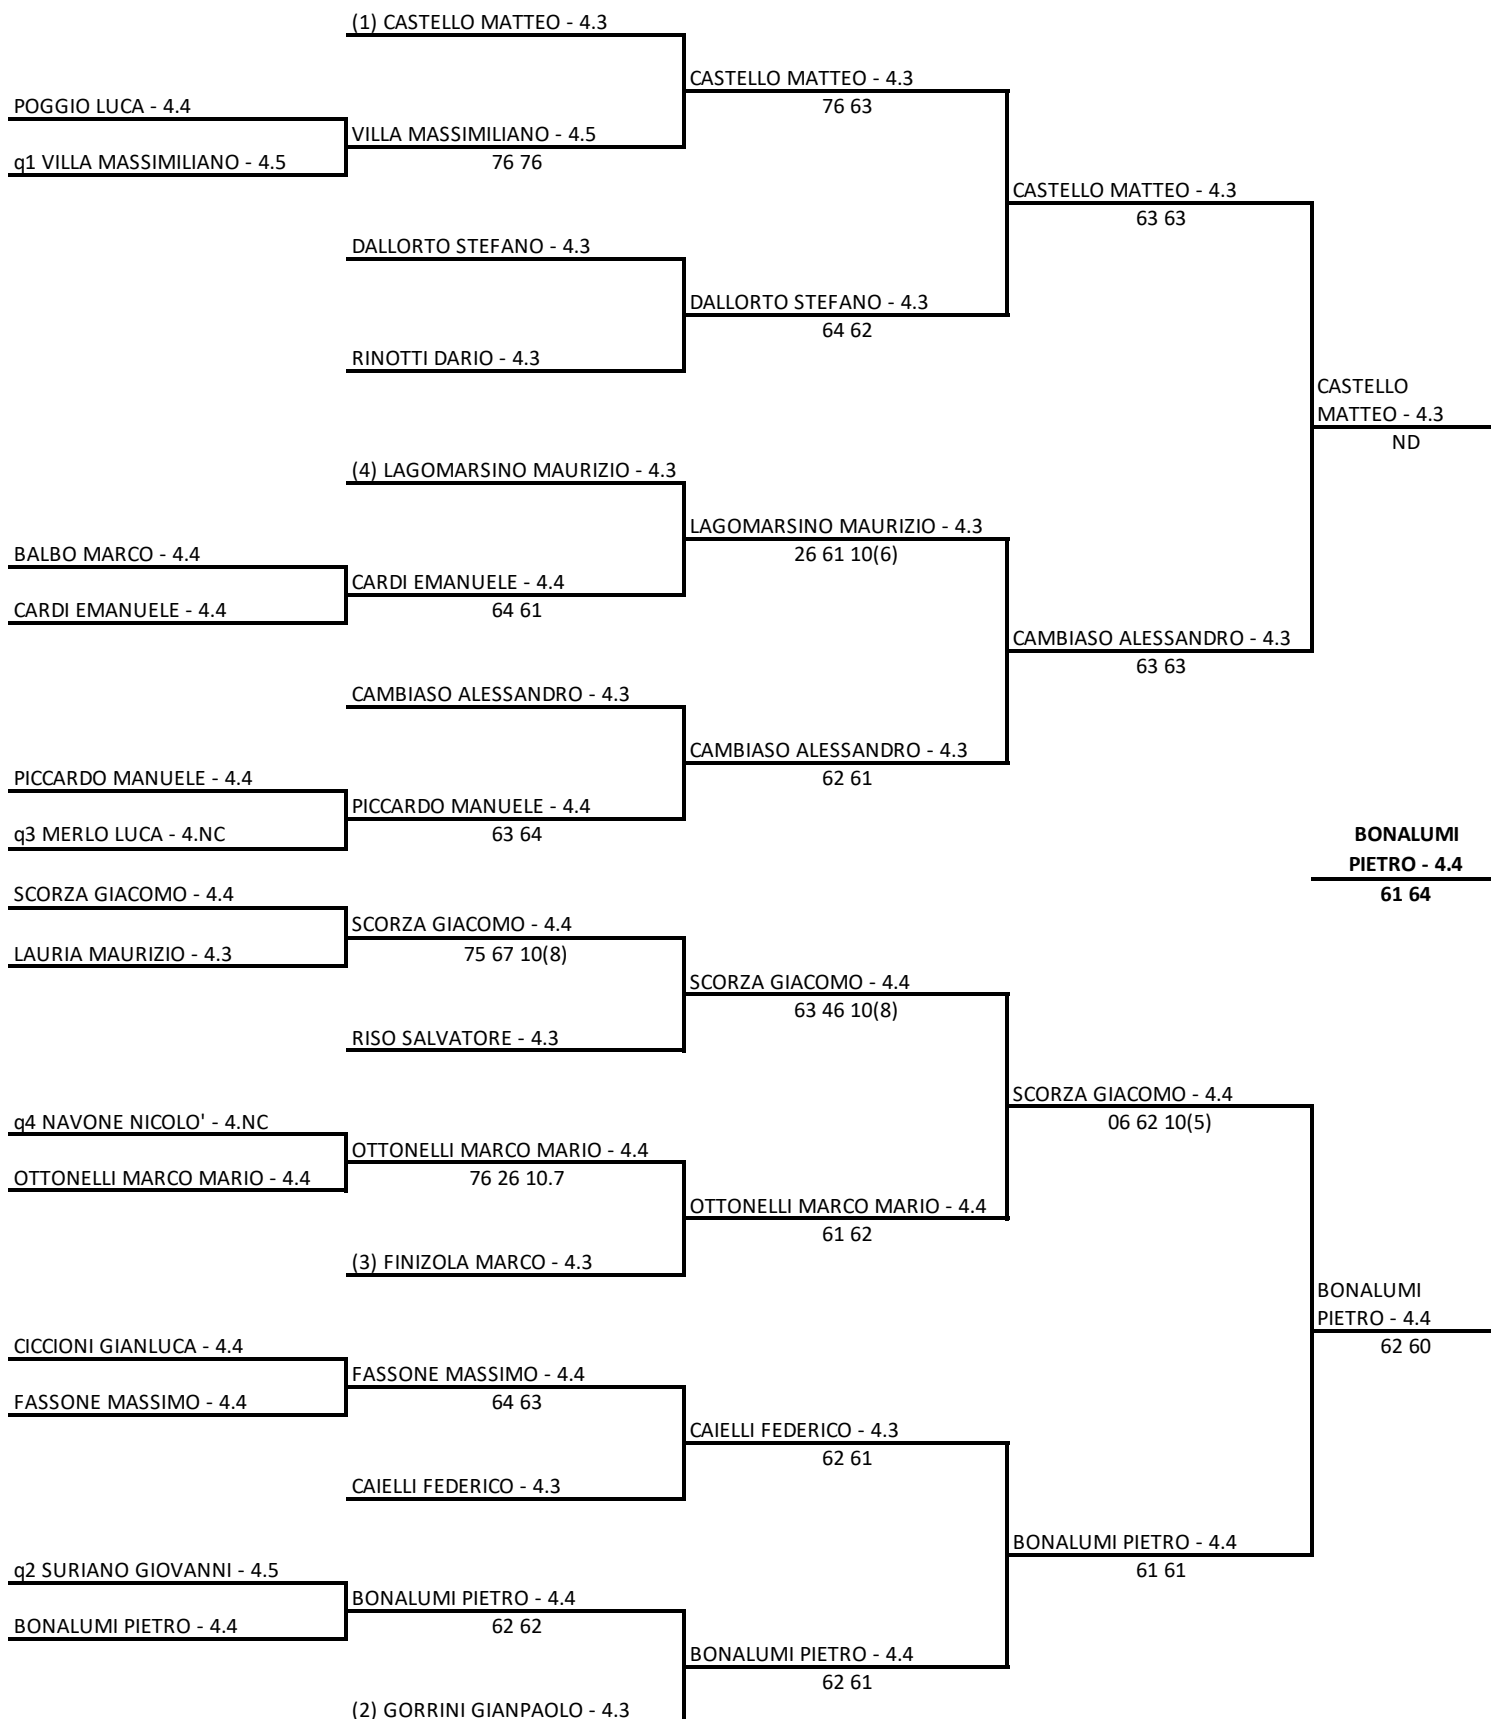 (1) CASTELLO MATTEO - 4.3
CASTELLO MATTEO - 4.3
76 63
POGGIO LUCA - 4.4
VILLA MASSIMILIANO - 4.5
76 76
q1 VILLA MASSIMILIANO - 4.5
CASTELLO MATTEO - 4.3
63 63
DALLORTO STEFANO - 4.3
DALLORTO STEFANO - 4.3
64 62
RINOTTI DARIO - 4.3
CASTELLO
MATTEO - 4.3
ND
(4) LAGOMARSINO MAURIZIO - 4.3
LAGOMARSINO MAURIZIO - 4.3
26 61 10(6)
BALBO MARCO - 4.4
CARDI EMANUELE - 4.4
64 61
CARDI EMANUELE - 4.4
CAMBIASO ALESSANDRO - 4.3
63 63
CAMBIASO ALESSANDRO - 4.3
CAMBIASO ALESSANDRO - 4.3
62 61
PICCARDO MANUELE - 4.4
PICCARDO MANUELE - 4.4
63 64
q3 MERLO LUCA - 4.NC
BONALUMI
PIETRO - 4.4
61 64
SCORZA GIACOMO - 4.4
SCORZA GIACOMO - 4.4
75 67 10(8)
LAURIA MAURIZIO - 4.3
SCORZA GIACOMO - 4.4
63 46 10(8)
RISO SALVATORE - 4.3
SCORZA GIACOMO - 4.4
06 62 10(5)
q4 NAVONE NICOLO' - 4.NC
OTTONELLI MARCO MARIO - 4.4
76 26 10.7
OTTONELLI MARCO MARIO - 4.4
OTTONELLI MARCO MARIO - 4.4
61 62
(3) FINIZOLA MARCO - 4.3
BONALUMI
PIETRO - 4.4
62 60
CICCIONI GIANLUCA - 4.4
FASSONE MASSIMO - 4.4
64 63
FASSONE MASSIMO - 4.4
CAIELLI FEDERICO - 4.3
62 61
CAIELLI FEDERICO - 4.3
BONALUMI PIETRO - 4.4
61 61
q2 SURIANO GIOVANNI - 4.5
BONALUMI PIETRO - 4.4
62 62
BONALUMI PIETRO - 4.4
BONALUMI PIETRO - 4.4
62 61
(2) GORRINI GIANPAOLO - 4.3